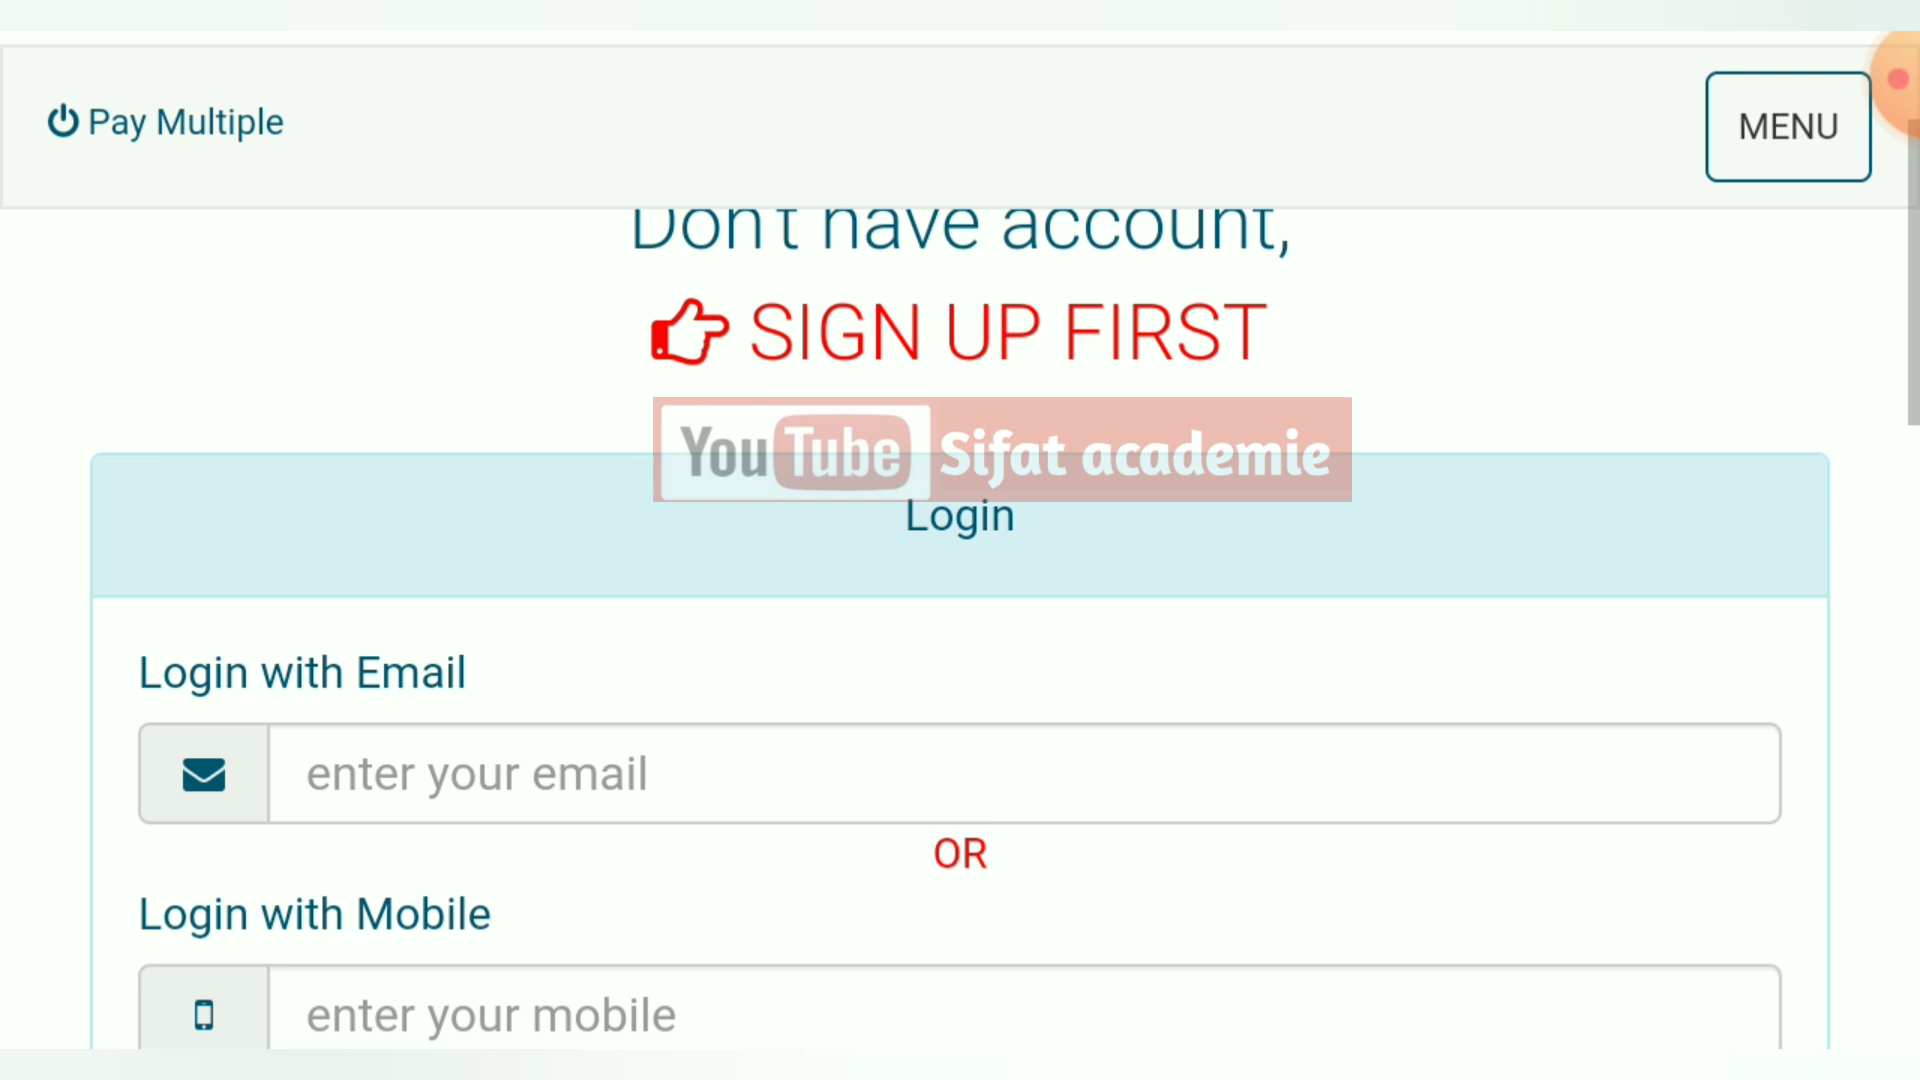 Pay Multiple
MENU
Don't have account,
SIGN UP FIRST
YouTube Sifat academie
Login
Login with Email
enter your email
OR
Login with Mobile
enter your mobile